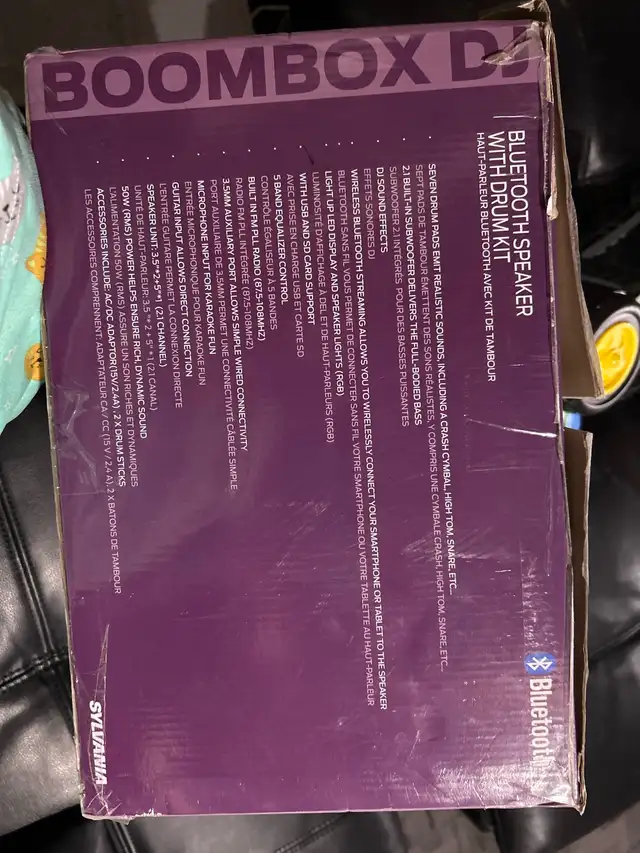 BOOMBOX DJ
BLUETOOTH SPEAKER
WITH DRUM KIT
HAUT-PARLEUR BLUETOOTH AVEC KIT DE TAMBOUR
• SEVEN DRUM PADS EMIT REALISTIC SOUNDS, INCLUDING A CRASH CYMBAL, HIGH TOM, SNARE, ETC...
SEPT PADS DE TAMBOUR ÉMETTENT DES SONS RÉALISTES, Y COMPRIS UNE CYMBALE CRASH, HIGH TOM, SNARE, ETC...
• 2.1 BUILT-IN SUBWOOFER DELIVERS THE FULL-BODIED BASS
SUBWOOFER 2.1 INTÉGRÉS POUR DES BASSES PUISSANTES
• DJ SOUND EFFECTS
EFFETS SONORES DJ
• WIRELESS BLUETOOTH STREAMING ALLOWS YOU TO WIRELESSLY CONNECT YOUR SMARTPHONE OR TABLET TO THE SPEAKER
BLUETOOTH SANS FIL VOUS PERMET DE CONNECTER SANS FIL VOTRE SMARTPHONE OU VOTRE TABLETTE AU HAUT-PARLEUR
• LIGHT UP LED DISPLAY AND SPEAKER LIGHTS (RGB)
LUMINOSITÉ D'AFFICHAGE À DEL ET DE HAUT-PARLEURS (RGB)
• WITH USB AND SD CARD SUPPORT
AVEC PRISE EN CHARGE USB ET CARTE SD
• 5 BAND EQUALIZER CONTROL
CONTRÔLE ÉGALISEUR À 5 BANDES
• BUILT IN FM PLL RADIO (87.5-108MHZ)
RADIO FM PLL INTÉGRÉE (87.5-108MHZ)
• 3.5MM AUXILIARY PORT ALLOWS SIMPLE WIRED CONNECTIVITY
PORT AUXILIAIRE DE 3.5MM PERMET UNE CONNECTIVITÉ CÂBLÉE SIMPLE
• MICROPHONE INPUT FOR KARAOKE FUN
ENTRÉE MICROPHONIQUE POUR KARAOKE FUN
• GUITAR INPUT ALLOWS DIRECT CONNECTION
L'ENTRÉE GUITARE PERMET LA CONNEXION DIRECTE
• SPEAKER UNIT: 3.5"*2+5"*1 (2.1 CHANNEL)
UNITÉ DE HAUT-PARLEUR: 3.5 "* 2 + 5" * 1 (2.1 CANAL)
• 50W (RMS) POWER HELPS ENSURE RICH, DYNAMIC SOUND
L'ALIMENTATION 50W (RMS) ASSURE UN SON RICHES ET DYNAMIQUES
• ACCESSORIES INCLUDE: AC/DC ADAPTOR(15V/2.4A), 2 X DRUM STICKS
LES ACCESSOIRES COMPRENNENT: ADAPTATEUR CA / CC (15 V / 2,4 A), 2 X BATONS DE TAMBOUR
Bluetooth
SYLVANIA